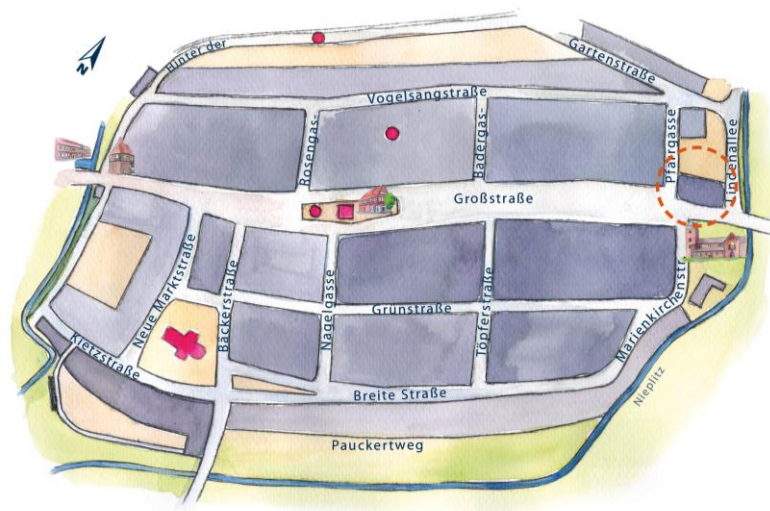 Hinter der
Gartenstraße
Vogelsangstraße
Rosengas-
Badergas-
Pfarrgasse
Lindenallee
Großstraße
Neue Marktstraße
Bäckerstraße
Nagelgasse
Grünstraße
Töpferstraße
Marienkirchenstr
Kietzstraße
Breite Straße
Nieplitz
Pauckertweg
N